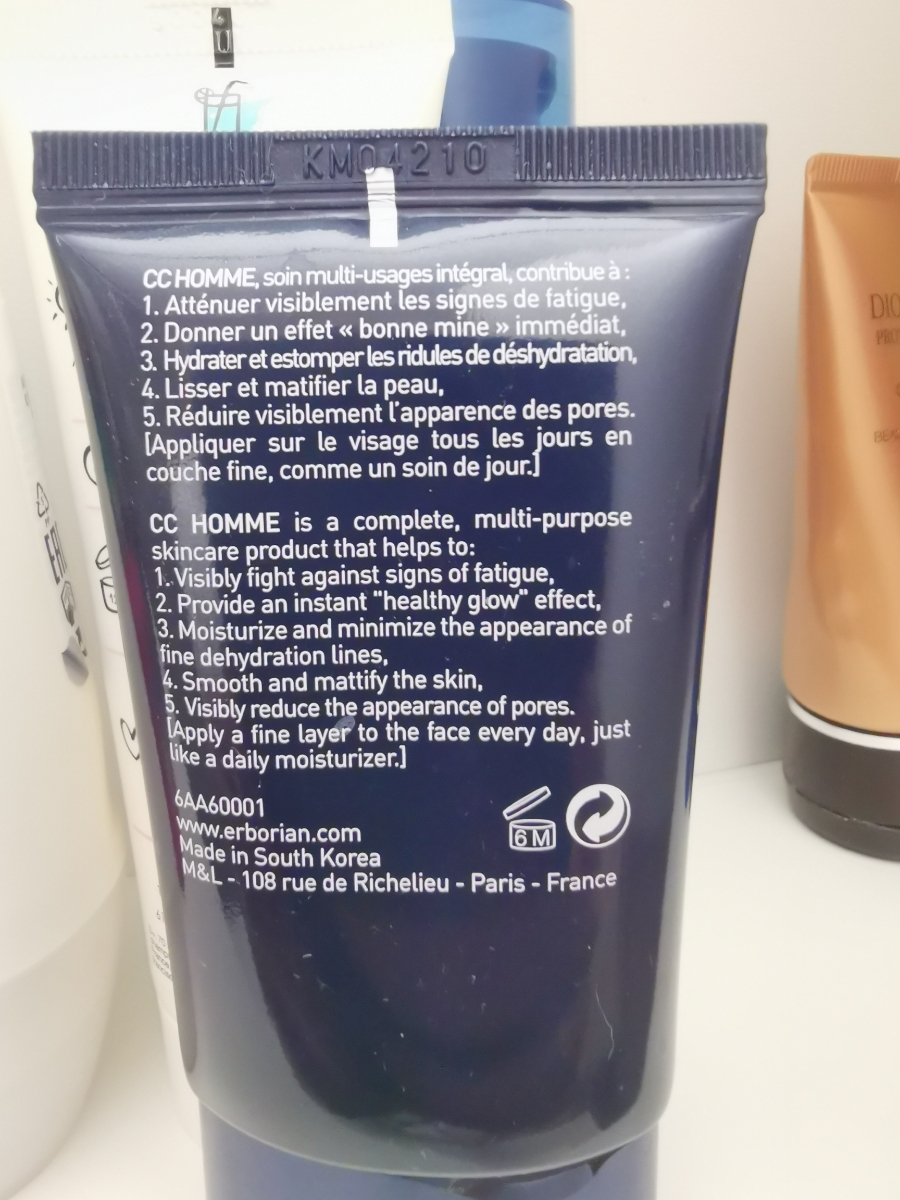 KM04210
CC HOMME, soin multi-usages intégral, contribue à :
1. Atténuer visiblement les signes de fatigue,
2. Donner un effet « bonne mine » immédiat,
3. Hydrater et estomper les ridules de déshydratation,
4. Lisser et matifier la peau,
5. Réduire visiblement l'apparence des pores.
[Appliquer sur le visage tous les jours en
couche fine, comme un soin de jour.]
CC HOMME is a complete, multi-purpose
skincare product that helps to:
1. Visibly fight against signs of fatigue,
2. Provide an instant "healthy glow" effect,
3. Moisturize and minimize the appearance of
fine dehydration lines,
4. Smooth and mattify the skin,
5. Visibly reduce the appearance of pores.
[Apply a fine layer to the face every day, just
like a daily moisturizer.]
6AA60001
www.erborian.com
Made in South Korea
M&L - 108 rue de Richelieu - Paris - France
6 M
EAC